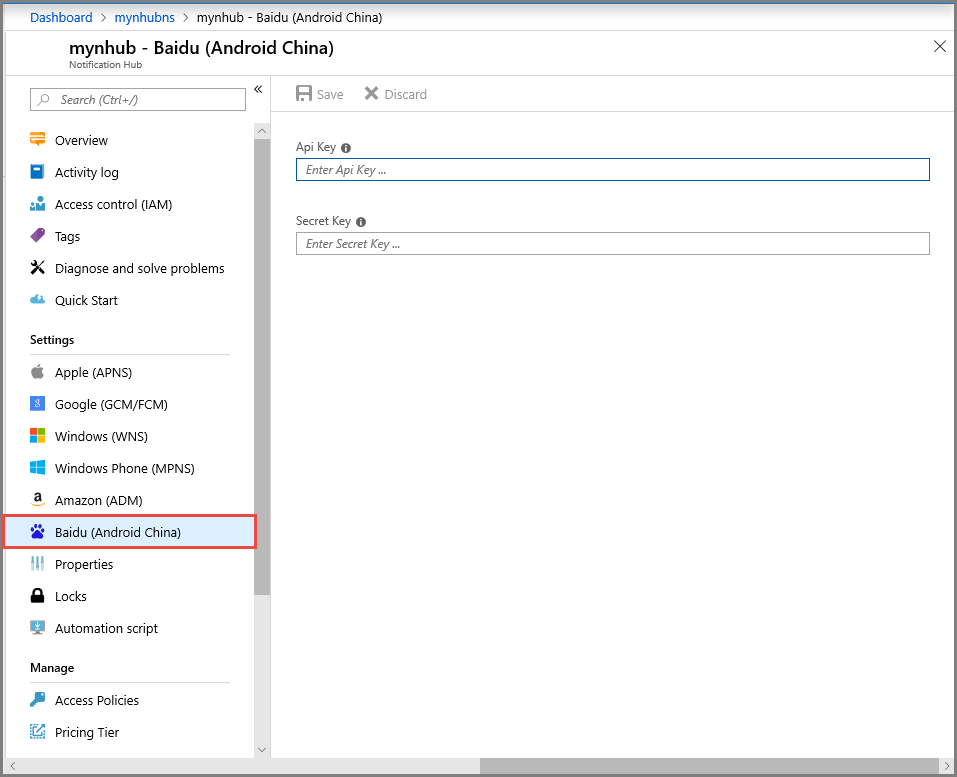 Dashboard > mynhubns > mynhub - Baidu (Android China)
mynhub - Baidu (Android China)
Notification Hub
Search (Ctrl+/)
«
Overview
Activity log
Access control (IAM)
Tags
Diagnose and solve problems
Quick Start
Settings
Apple (APNS)
Google (GCM/FCM)
Windows (WNS)
Windows Phone (MPNS)
Amazon (ADM)
Baidu (Android China)
Properties
Locks
Automation script
Manage
Access Policies
Pricing Tier
Save Discard
Api Key
Enter Api Key ...
Secret Key
Enter Secret Key ...